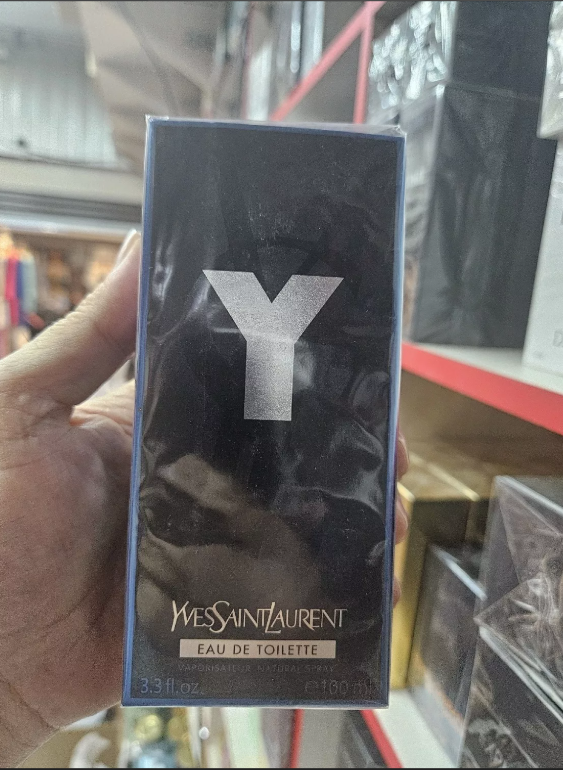 Y
YVESSAINTLAURENT
EAU DE TOILETTE
VAPORISATEUR NATURAL SPRAY
3.3 fl.oz. ℮100 ml